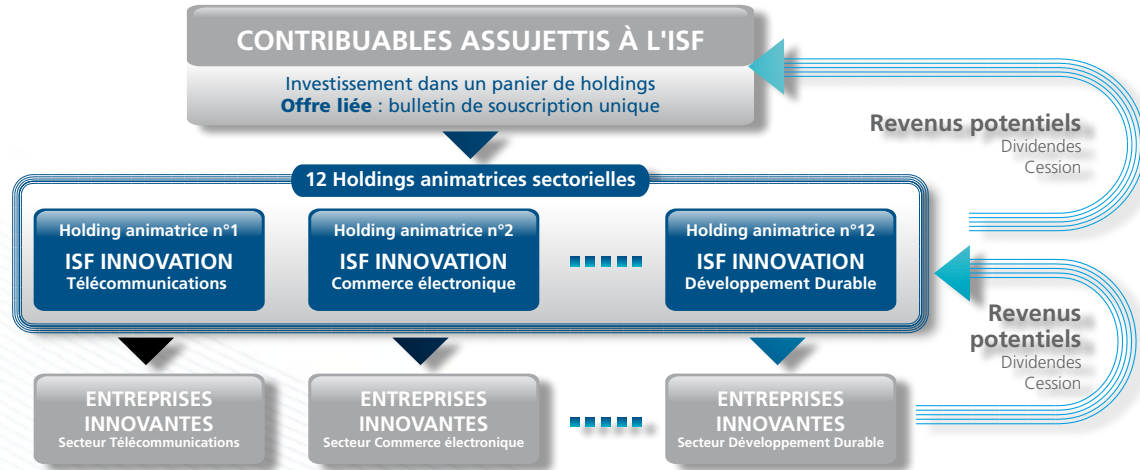 CONTRIBUABLES ASSUJETTIS À L'ISF
Investissement dans un panier de holdings
Offre liée : bulletin de souscription unique
Revenus potentiels
Dividendes
Cession
12 Holdings animatrices sectorielles
Holding animatrice n°1
ISF INNOVATION
Télécommunications
Holding animatrice n°2
ISF INNOVATION
Commerce électronique
Holding animatrice n°12
ISF INNOVATION
Développement Durable
Revenus
potentiels
Dividendes
Cession
ENTREPRISES
INNOVANTES
Secteur Télécommunications
ENTREPRISES
INNOVANTES
Secteur Commerce électronique
ENTREPRISES
INNOVANTES
Secteur Développement Durable